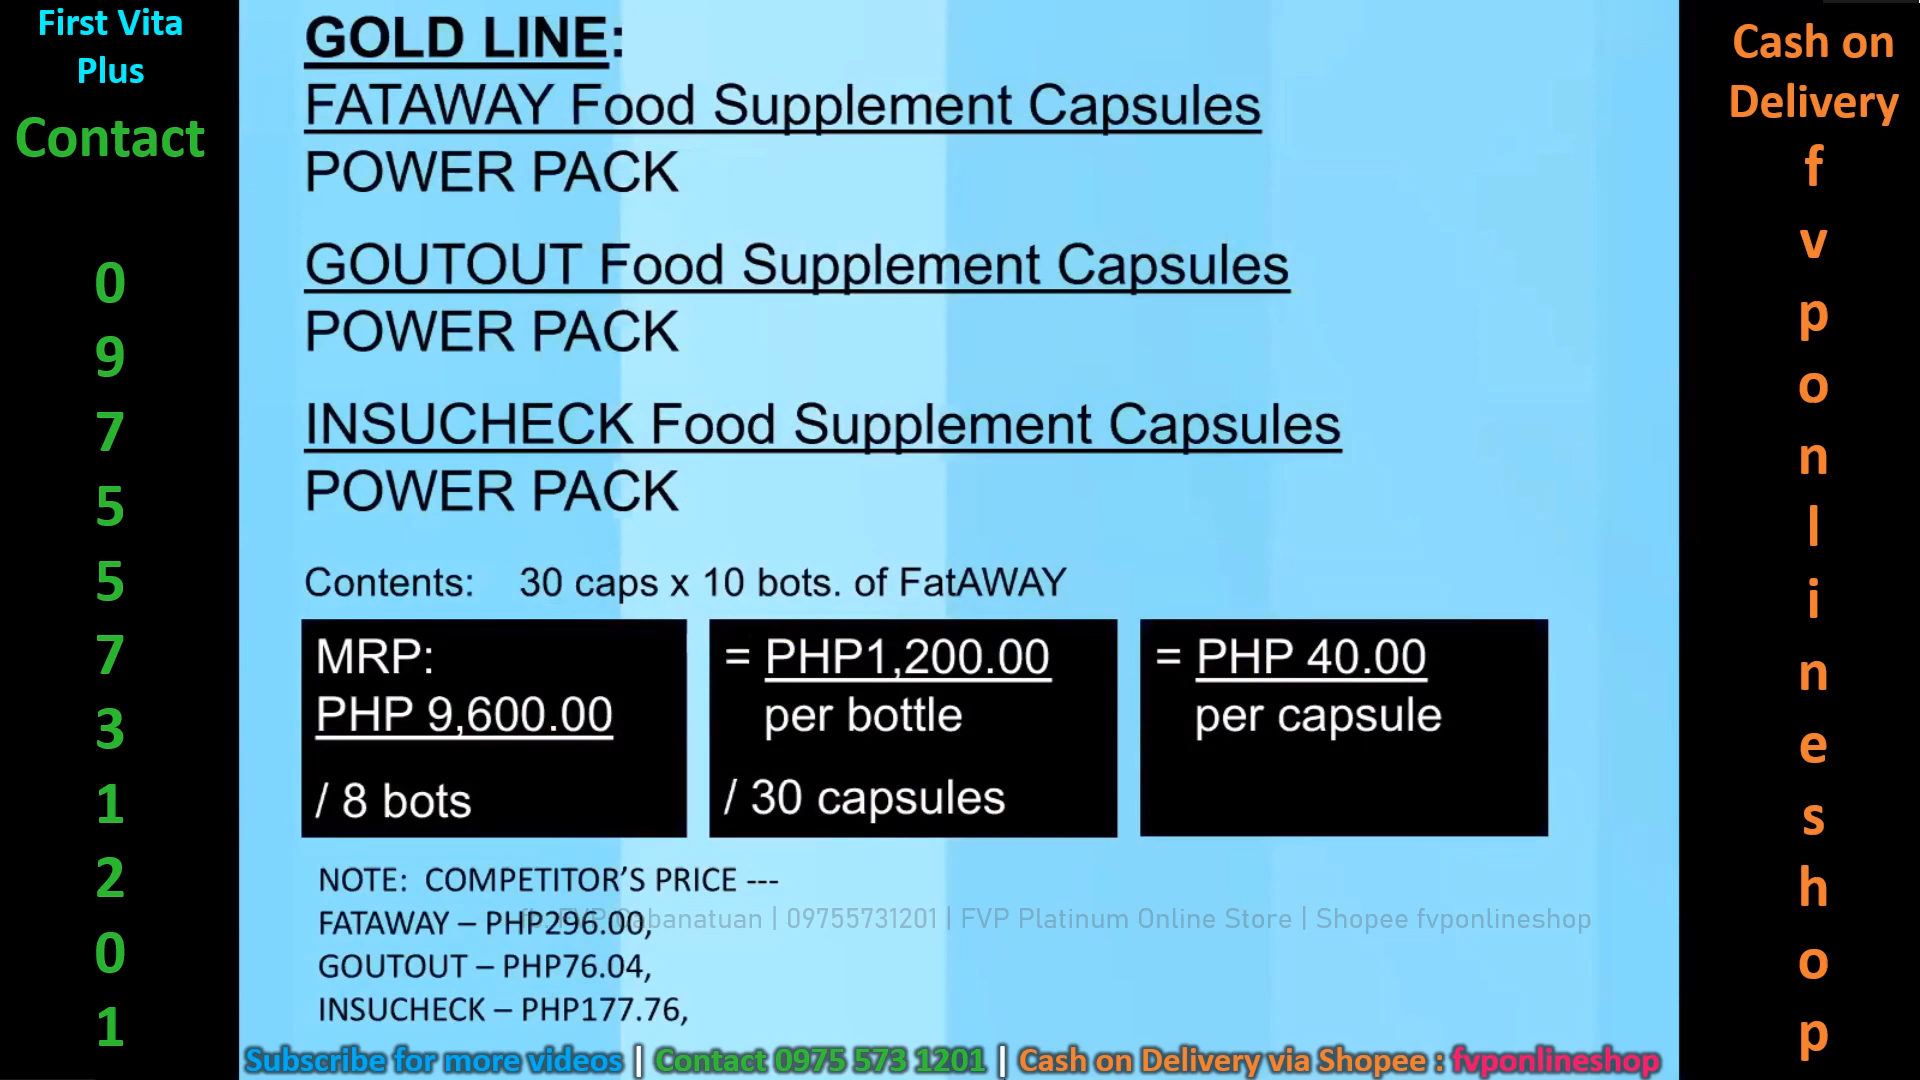 First Vita
Plus
Contact
0
9
7
5
5
7
3
1
2
0
1
GOLD LINE:
FATAWAY Food Supplement Capsules
POWER PACK
GOUTOUT Food Supplement Capsules
POWER PACK
INSUCHECK Food Supplement Capsules
POWER PACK
Contents: 30 caps x 10 bots. of FatAWAY
MRP:
PHP 9,600.00
/ 8 bots
= PHP1,200.00
per bottle
/ 30 capsules
= PHP 40.00
per capsule
NOTE: COMPETITOR'S PRICE ---
FATAWAY – PHP296.00,
GOUTOUT – PHP76.04,
INSUCHECK – PHP177.76,
FVP Cabanatuan | 09755731201 | FVP Platinum Online Store | Shopee fvponlineshop
Subscribe for more videos | Contact 0975 573 1201 | Cash on Delivery via Shopee : fvponlineshop
Cash on
Delivery
f
v
p
o
n
l
i
n
e
s
h
o
p